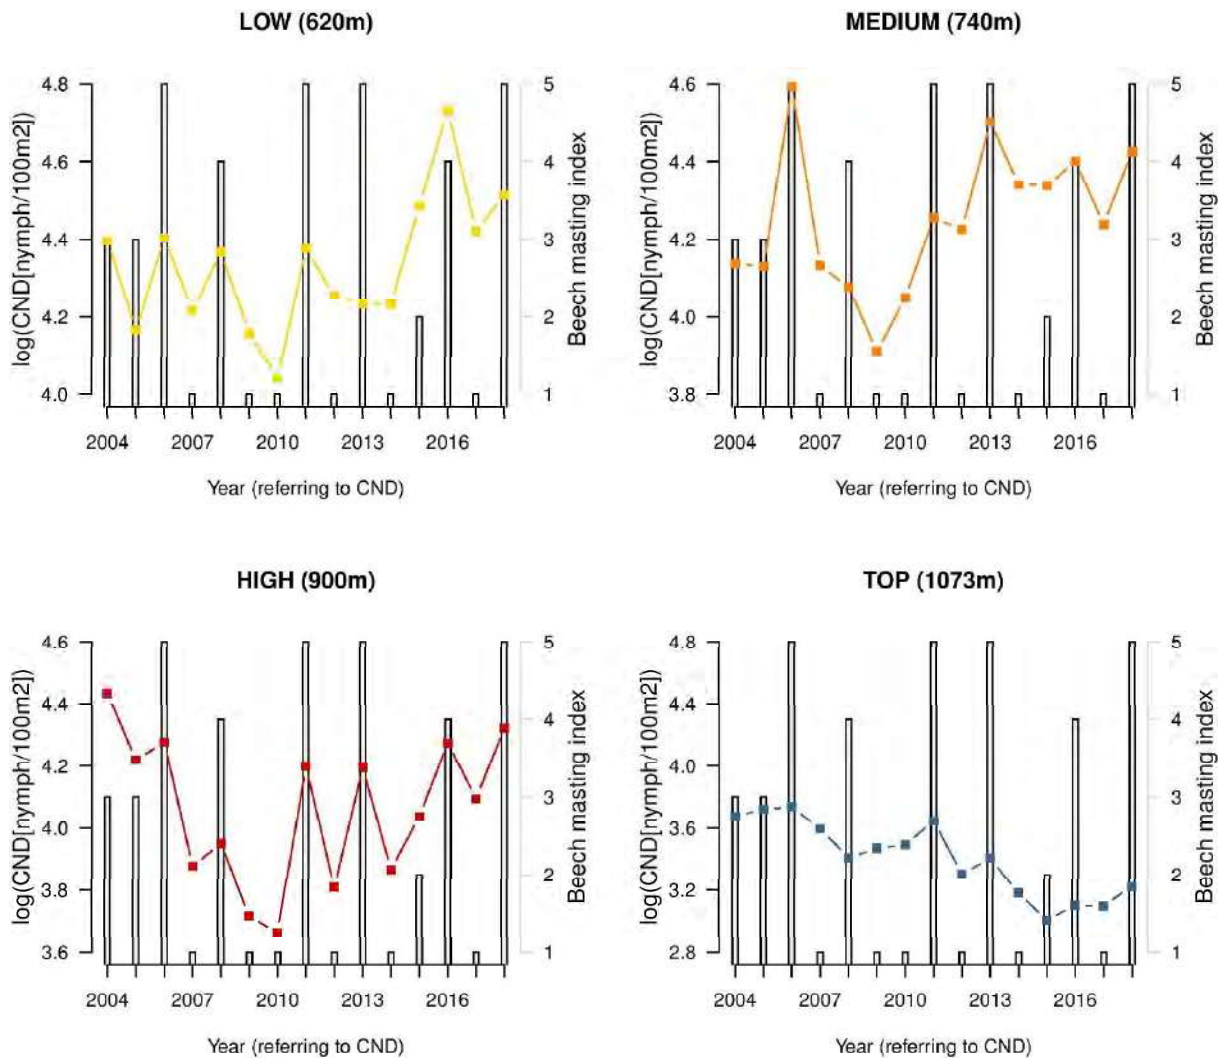 LOW (620m)
4.8
4.6
4.4
4.2
4.0
log(CND[nymph/100m2])
5
4
3
2
1
Beech masting index
2004 2007 2010 2013 2016
Year (referring to CND)
MEDIUM (740m)
4.6
4.4
4.2
4.0
3.8
log(CND[nymph/100m2])
5
4
3
2
1
Beech masting index
2004 2007 2010 2013 2016
Year (referring to CND)
HIGH (900m)
4.6
4.4
4.2
4.0
3.8
3.6
log(CND[nymph/100m2])
5
4
3
2
1
Beech masting index
2004 2007 2010 2013 2016
Year (referring to CND)
TOP (1073m)
4.8
4.4
4.0
3.6
3.2
2.8
log(CND[nymph/100m2])
5
4
3
2
1
Beech masting index
2004 2007 2010 2013 2016
Year (referring to CND)